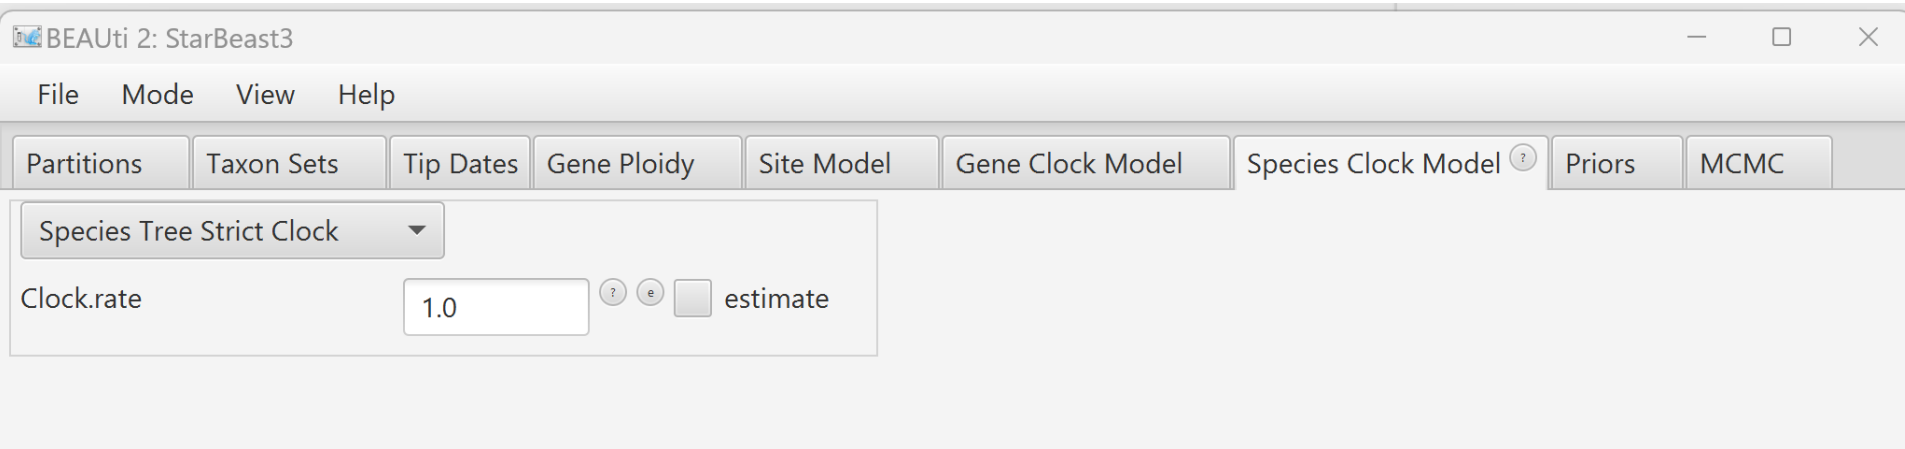 BEAUti 2: StarBeast3
File Mode View Help
Partitions Taxon Sets Tip Dates Gene Ploidy Site Model Gene Clock Model Species Clock Model ? Priors MCMC
Species Tree Strict Clock
Clock.rate 1.0 ? e estimate